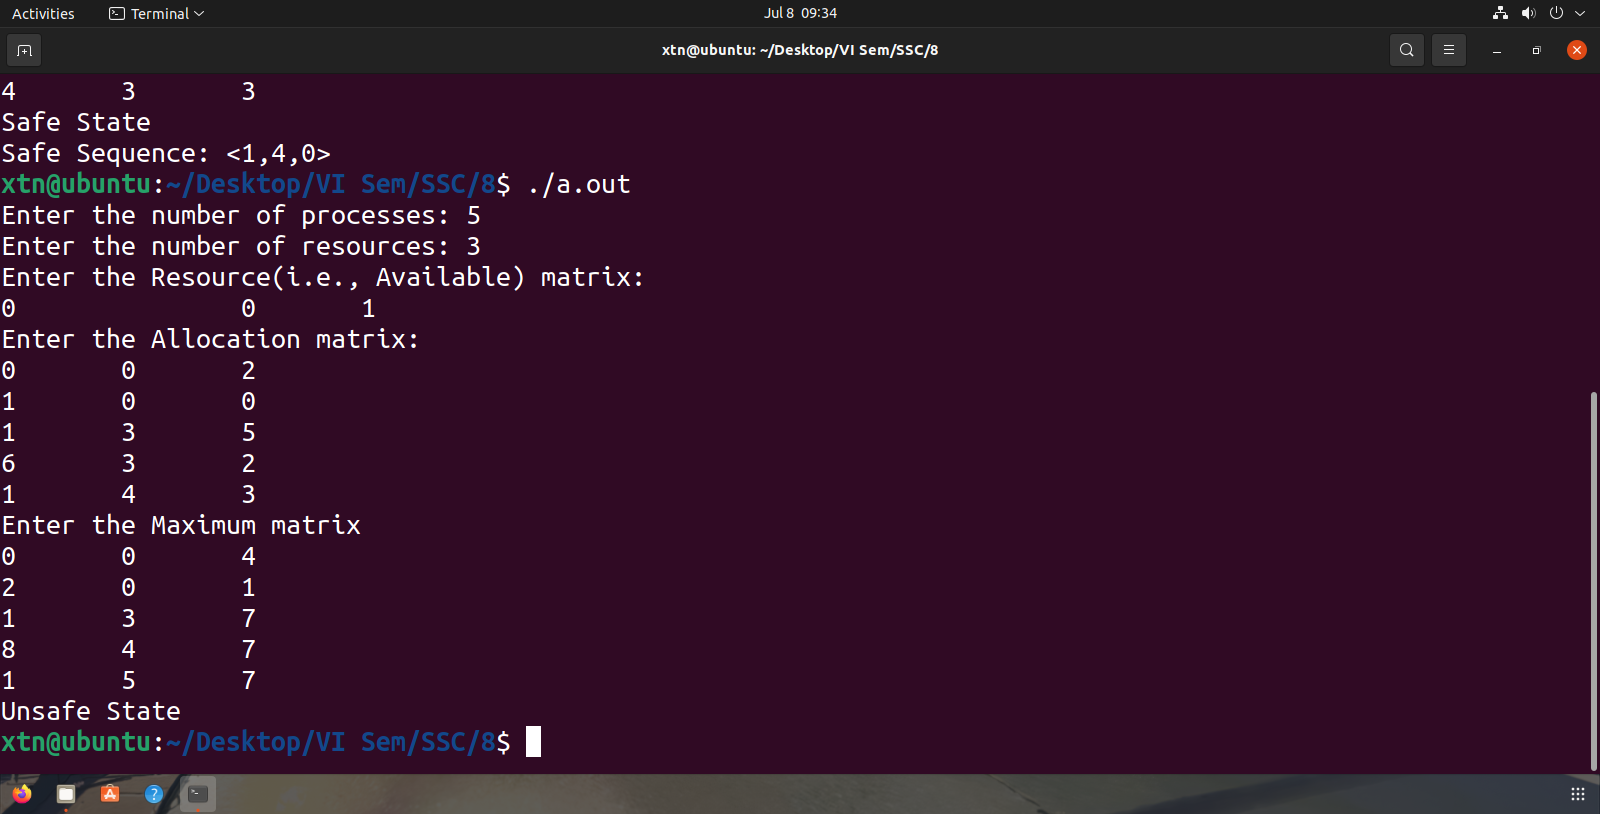 Activities Terminal Jul 8 09:34
xtn@ubuntu: ~/Desktop/VI Sem/SSC/8
4 3 3
Safe State
Safe Sequence: <1,4,0>
xtn@ubuntu:~/Desktop/VI Sem/SSC/8$ ./a.out
Enter the number of processes: 5
Enter the number of resources: 3
Enter the Resource(i.e., Available) matrix:
0 0 1
Enter the Allocation matrix:
0 0 2
1 0 0
1 3 5
6 3 2
1 4 3
Enter the Maximum matrix
0 0 4
2 0 1
1 3 7
8 4 7
1 5 7
Unsafe State
xtn@ubuntu:~/Desktop/VI Sem/SSC/8$